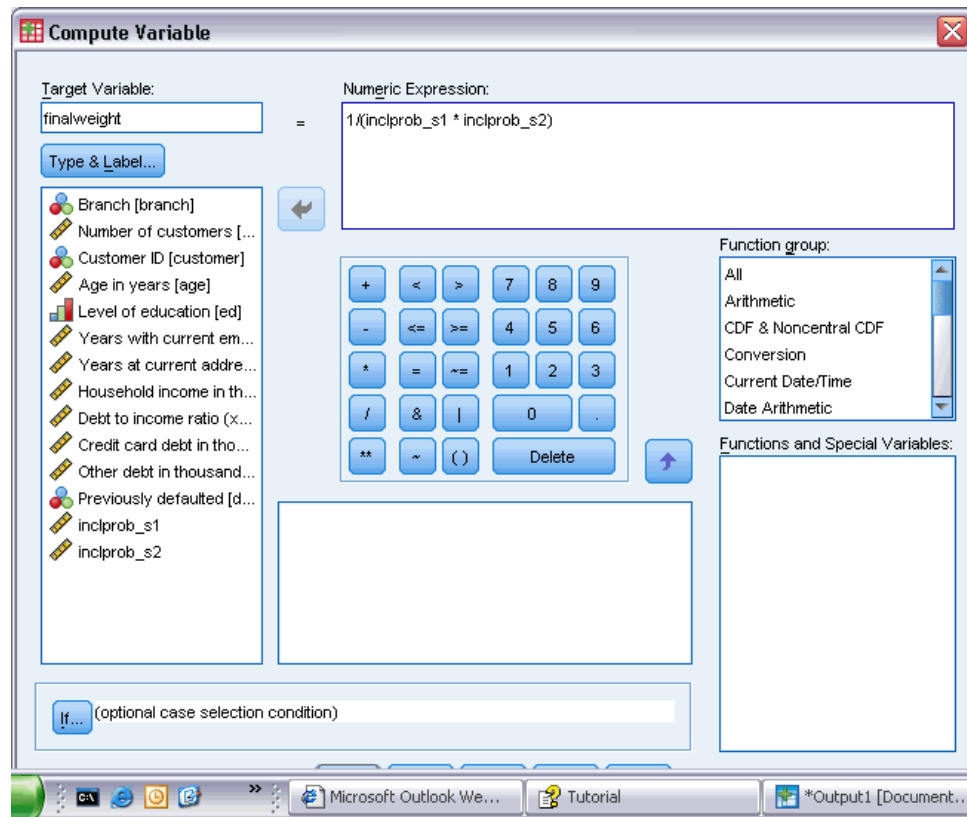 Compute Variable
Target Variable:
finalweight
=
Numeric Expression:
1/(inclprob_s1 * inclprob_s2)
Type & Label...
Branch [branch]
Number of customers [...
Customer ID [customer]
Age in years [age]
Level of education [ed]
Years with current em...
Years at current addre...
Household income in th...
Debt to income ratio (x...
Credit card debt in tho...
Other debt in thousand...
Previously defaulted [d...
inclprob_s1
inclprob_s2
+ < > 7 8 9
- <= >= 4 5 6
* = ~= 1 2 3
/ & | 0 .
** ~ ( ) Delete
Function group:
All
Arithmetic
CDF & Noncentral CDF
Conversion
Current Date/Time
Date Arithmetic
Functions and Special Variables:
If... (optional case selection condition)
C:\ » Microsoft Outlook We... Tutorial *Output1 [Document...